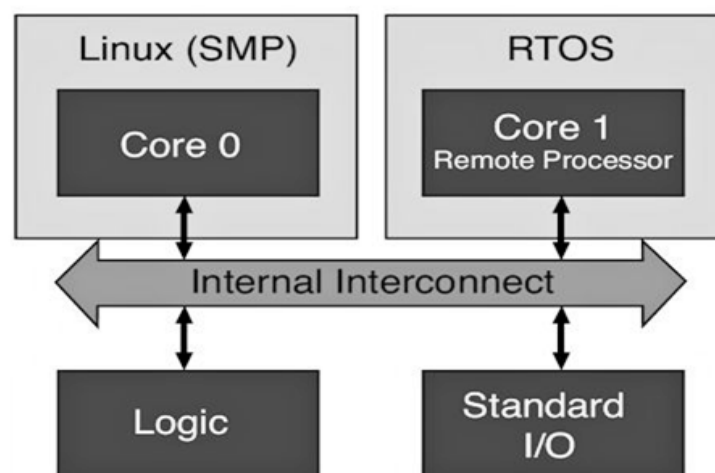 Linux (SMP)
RTOS
Core 0
Core 1
Remote Processor
Internal Interconnect
Logic
Standard
I/O